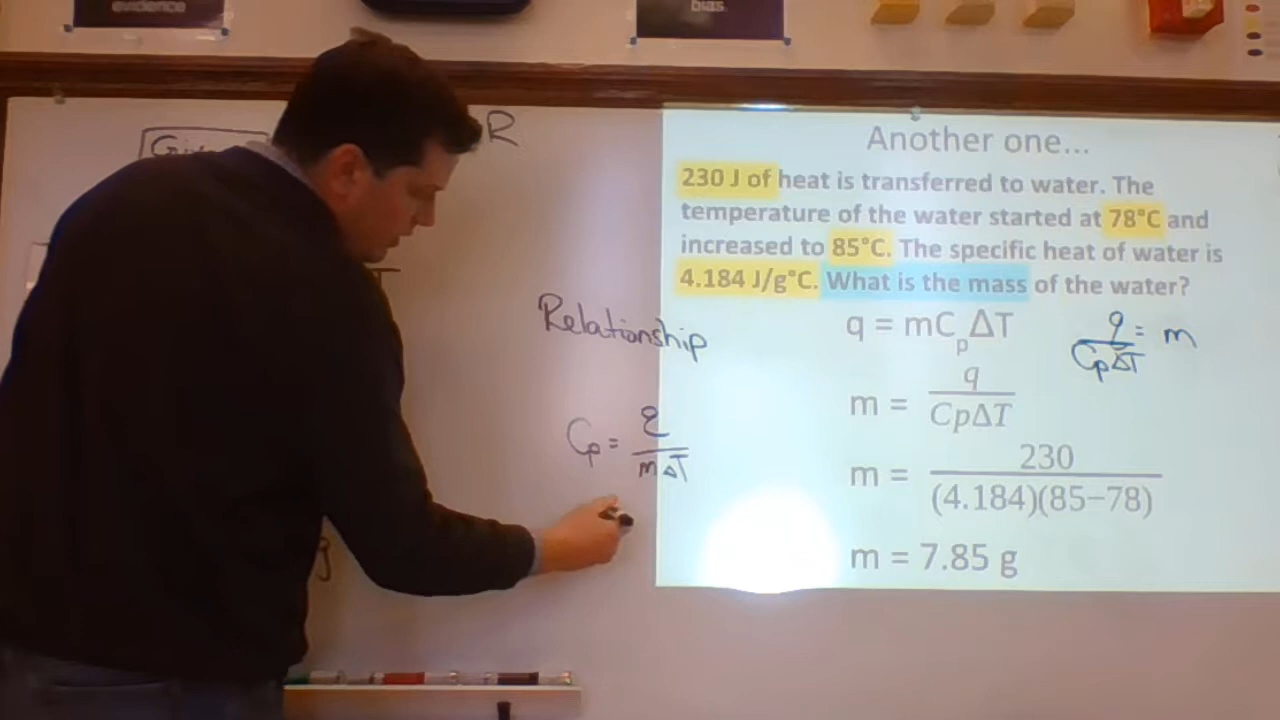 evidence
bias
R
Another one...
230 J of heat is transferred to water. The
temperature of the water started at 78°C and
increased to 85°C. The specific heat of water is
4.184 J/g°C. What is the mass of the water?
Relationship
q = mCpΔT
q/CpΔT = m
m = q/CpΔT
Cp = q/mΔT
m = 230/(4.184)(85−78)
m = 7.85 g
g